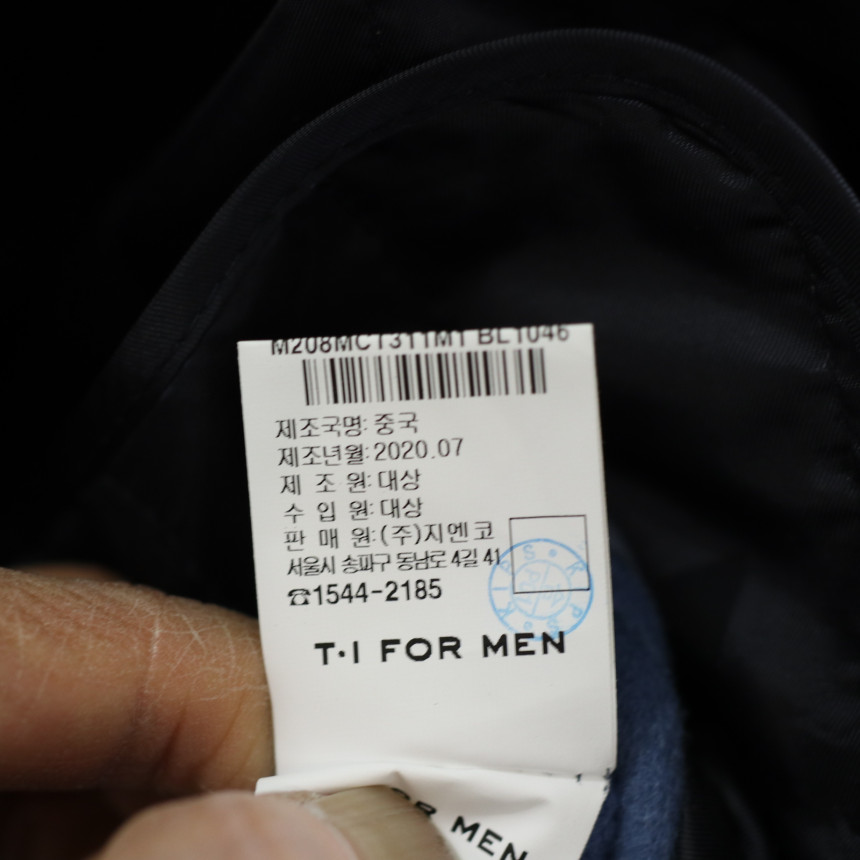 M208MCT311M1 BL1046
제조국명: 중국
제조년월: 2020.07
제 조 원: 대상
수 입 원: 대상
판 매 원: (주)지엔코
서울시 송파구 동남로 4길 41
☎1544-2185
T·I FOR MEN
FOR MEN